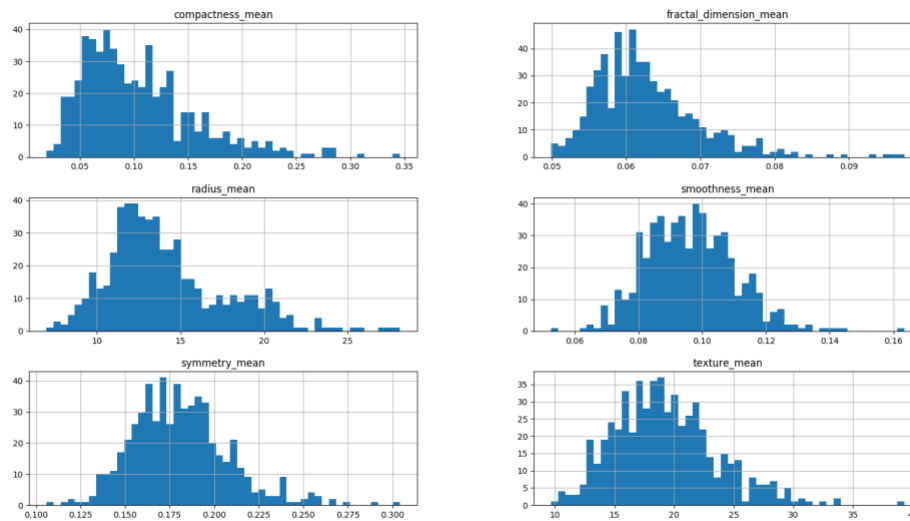 compactness_mean
40
30
20
10
0
0.05 0.10 0.15 0.20 0.25 0.30 0.35
fractal_dimension_mean
40
30
20
10
0
0.05 0.06 0.07 0.08 0.09
radius_mean
40
30
20
10
0
10 15 20 25
smoothness_mean
40
30
20
10
0
0.06 0.08 0.10 0.12 0.14 0.16
symmetry_mean
40
30
20
10
0
0.100 0.125 0.150 0.175 0.200 0.225 0.250 0.275 0.300
texture_mean
35
30
25
20
15
10
5
0
10 15 20 25 30 35